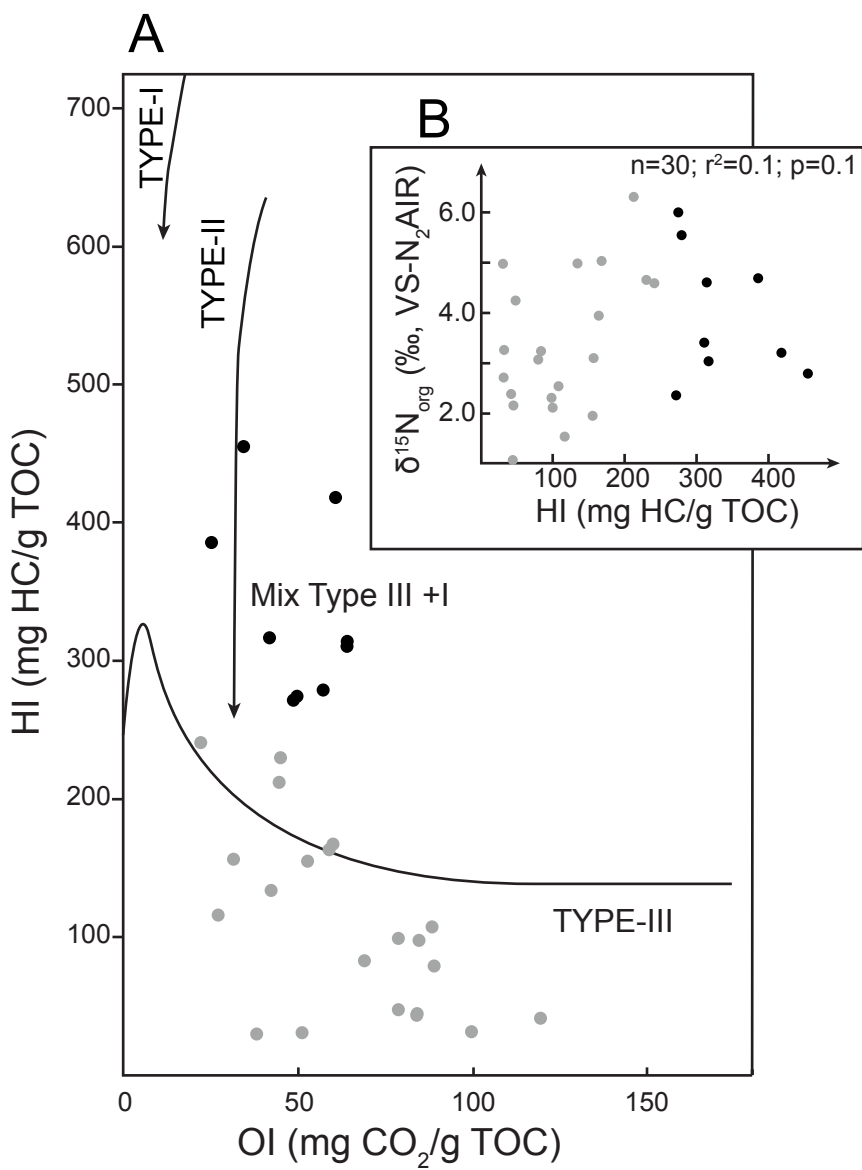 A
700
600
500
400
300
200
100
0
50
100
150
HI (mg HC/g TOC)
OI (mg CO₂/g TOC)
TYPE-I
TYPE-II
Mix Type III +I
TYPE-III
B
n=30; r²=0.1; p=0.1
6.0
4.0
2.0
100
200
300
400
δ¹⁵N_org (‰, VS-N₂AIR)
HI (mg HC/g TOC)